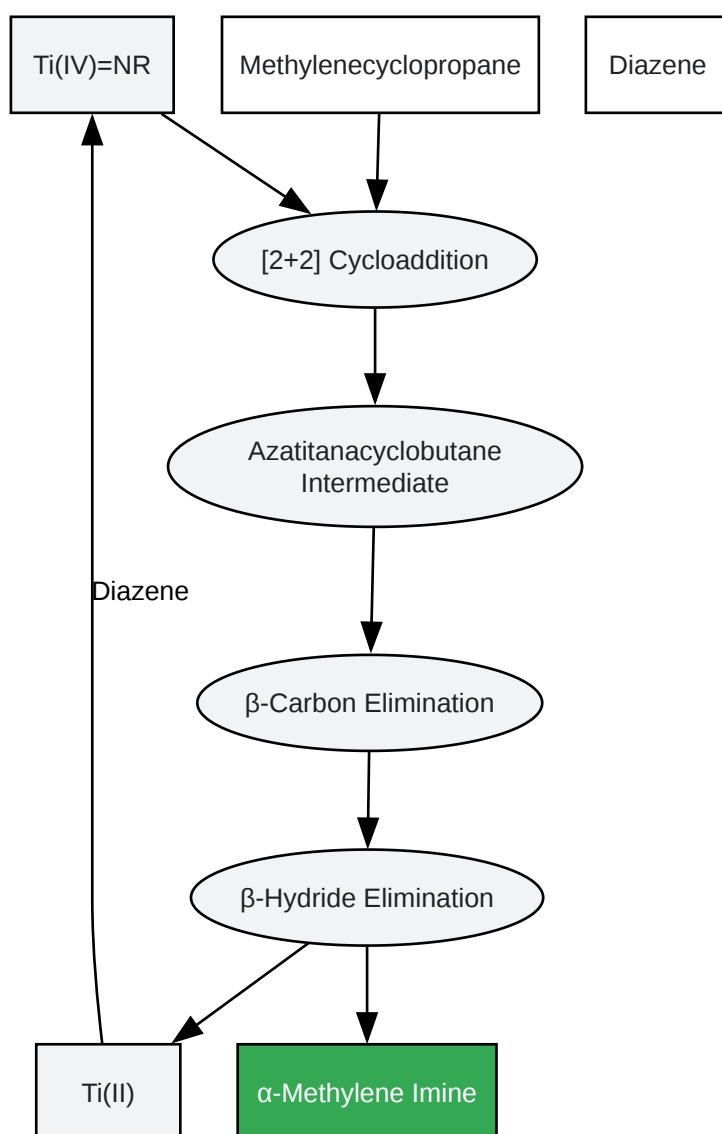 Ti(IV)=NR
Methylenecyclopropane
Diazene
[2+2] Cycloaddition
Azatitanacyclobutane
Intermediate
Diazene
β-Carbon Elimination
β-Hydride Elimination
Ti(II)
α-Methylene Imine